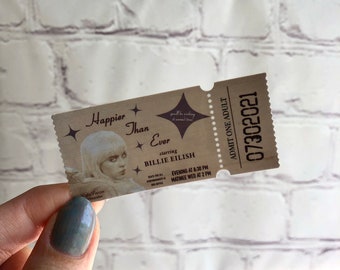 Happier
Than
Ever
starring
BILLIE EILISH
EVENING AT 8.30 PM
MATINEE WED AT 2 PM
ADMIT ONE ADULT
07302021